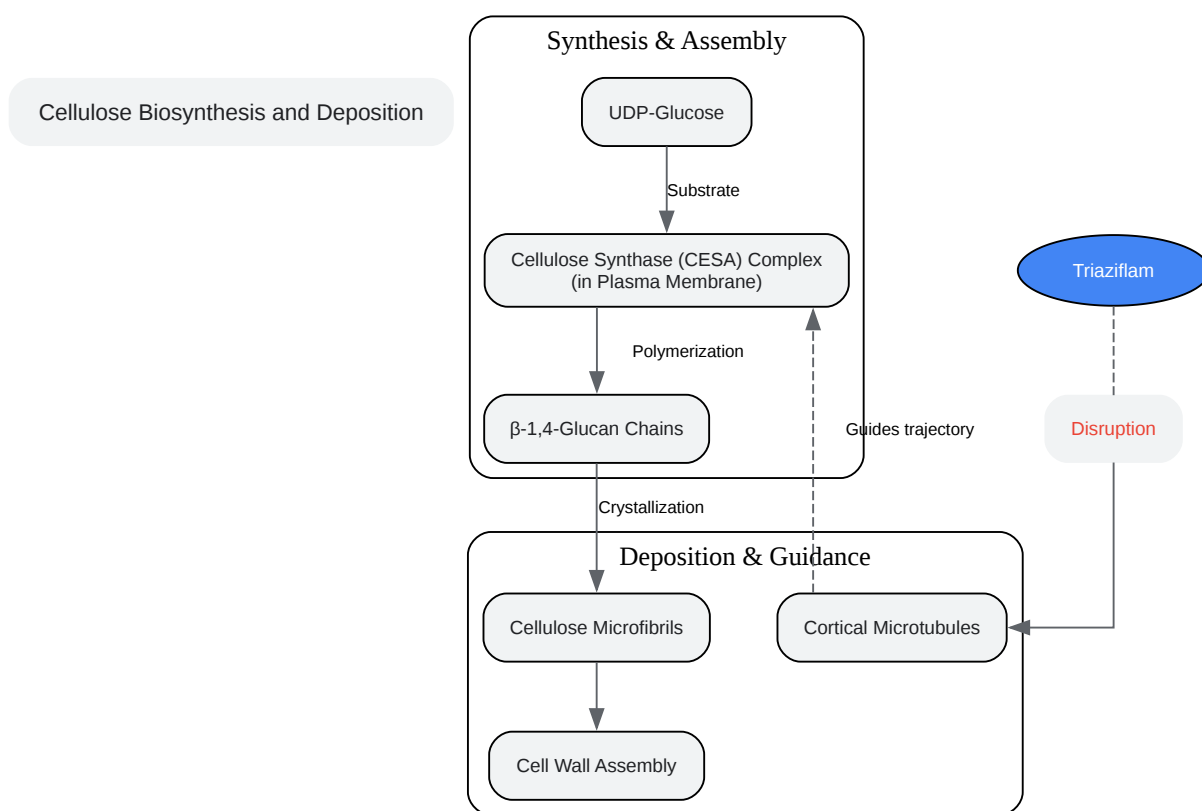 Synthesis & Assembly
Cellulose Biosynthesis and Deposition
UDP-Glucose
Substrate
Cellulose Synthase (CESA) Complex
(in Plasma Membrane)
Triaziflam
Polymerization
β-1,4-Glucan Chains
Guides trajectory
Disruption
Crystallization
Deposition & Guidance
Cellulose Microfibrils
Cortical Microtubules
Cell Wall Assembly